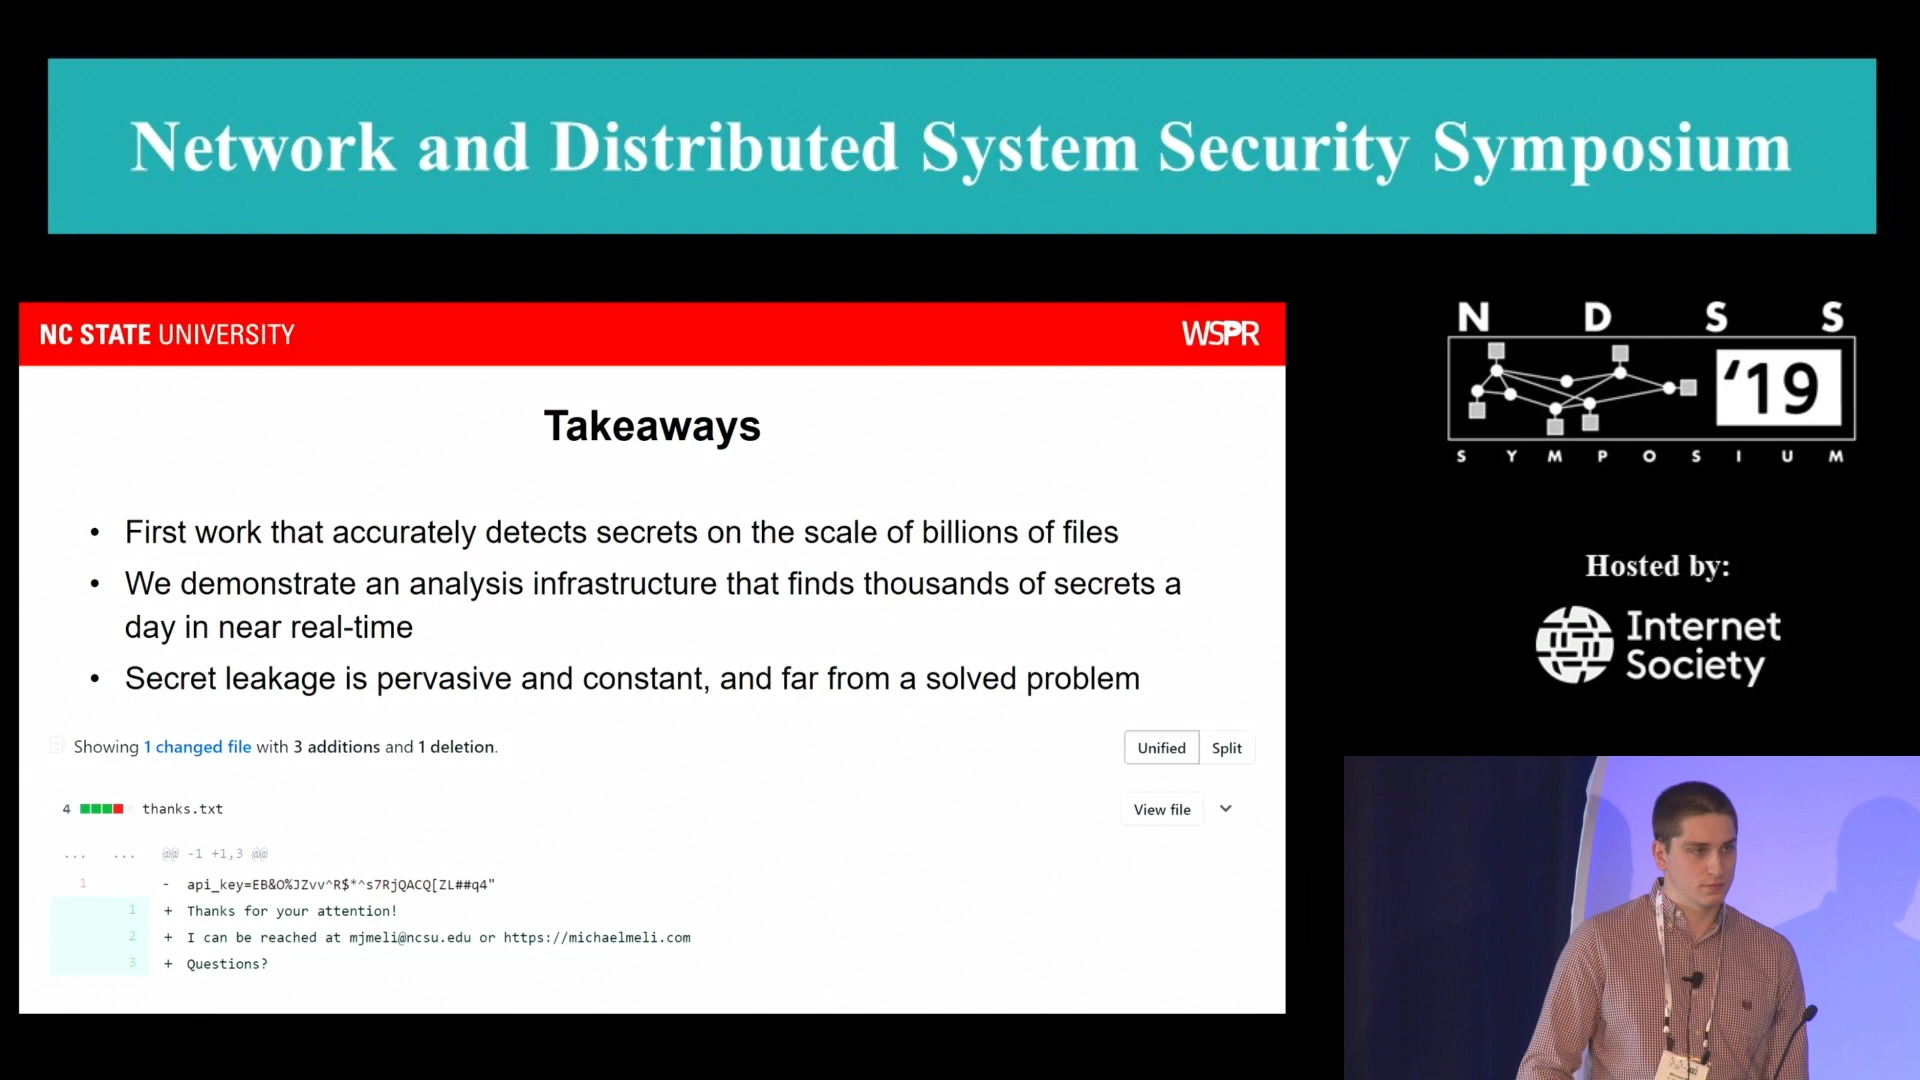 Network and Distributed System Security Symposium
NC STATE UNIVERSITY
WSPR
Takeaways
• First work that accurately detects secrets on the scale of billions of files
• We demonstrate an analysis infrastructure that finds thousands of secrets a
day in near real-time
• Secret leakage is pervasive and constant, and far from a solved problem
Showing 1 changed file with 3 additions and 1 deletion.
Unified Split
4 thanks.txt
View file
... ... @@ -1 +1,3 @@
1 - api_key=EB&O%JZvv^R$*^s7RjQACQ[ZL##q4"
1 + Thanks for your attention!
2 + I can be reached at mjmeli@ncsu.edu or https://michaelmeli.com
3 + Questions?
N D S S
'19
S Y M P O S I U M
Hosted by:
Internet
Society